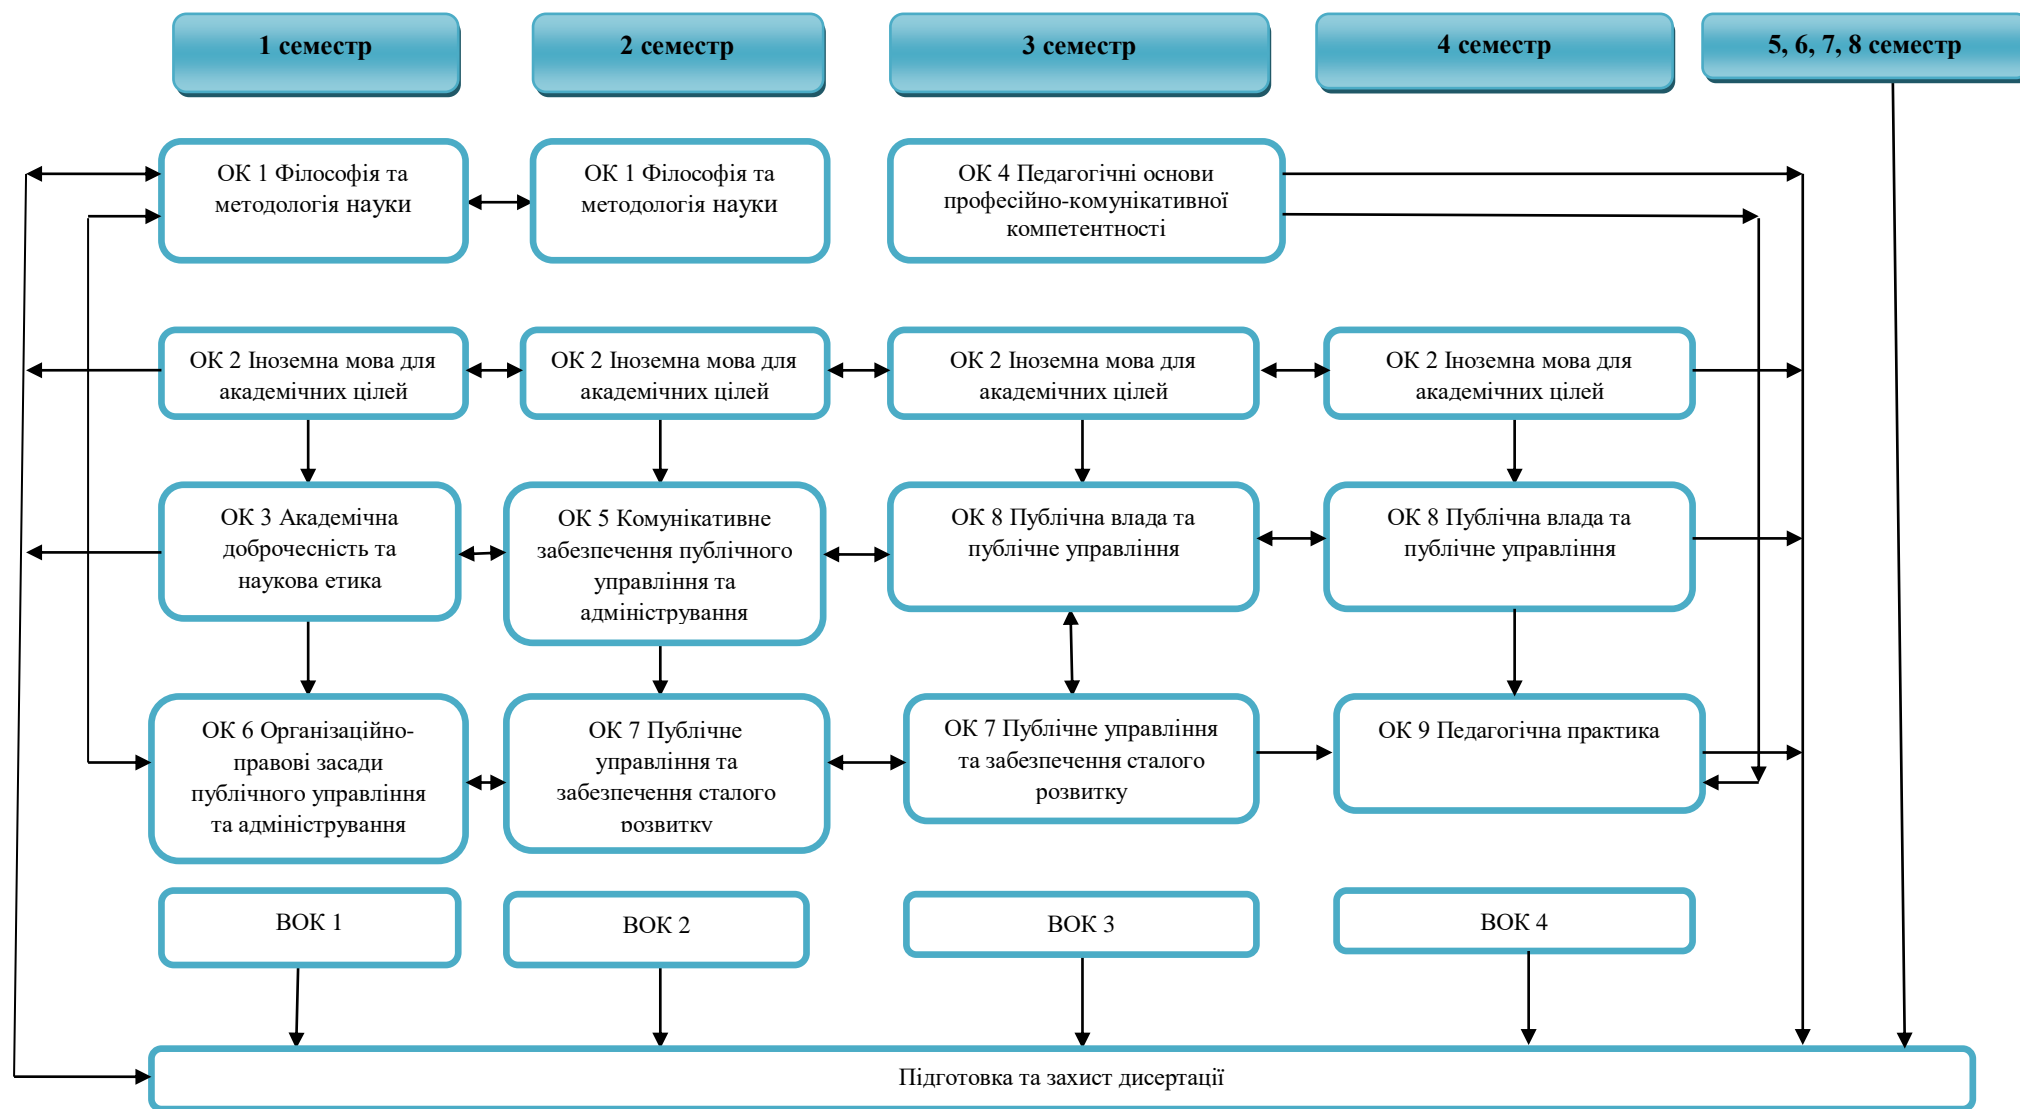 1 семестр
2 семестр
3 семестр
4 семестр
5, 6, 7, 8 семестр
ОК 1 Філософія та
методологія науки
ОК 1 Філософія та
методологія науки
ОК 4 Педагогічні основи
професійно-комунікативної
компетентності
ОК 2 Іноземна мова для
академічних цілей
ОК 2 Іноземна мова для
академічних цілей
ОК 2 Іноземна мова для
академічних цілей
ОК 2 Іноземна мова для
академічних цілей
ОК 3 Академічна
доброчесність та
наукова етика
ОК 5 Комунікативне
забезпечення публічного
управління та
адміністрування
ОК 8 Публічна влада та
публічне управління
ОК 8 Публічна влада та
публічне управління
ОК 6 Організаційно-
правові засади
публічного управління
та адміністрування
ОК 7 Публічне
управління та
забезпечення сталого
розвитку
ОК 7 Публічне управління
та забезпечення сталого
розвитку
ОК 9 Педагогічна практика
ВОК 1
ВОК 2
ВОК 3
ВОК 4
Підготовка та захист дисертації